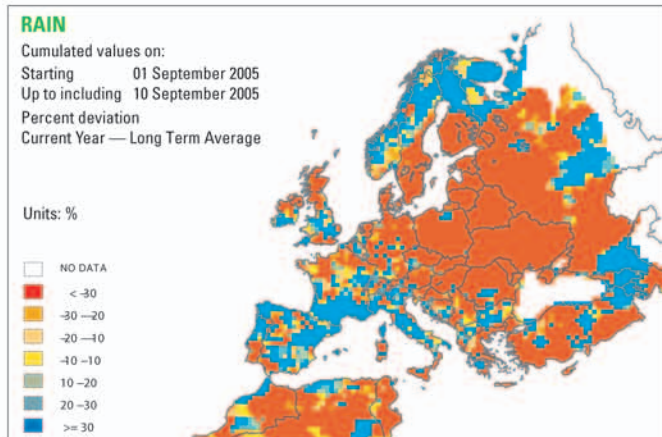 RAIN
Cumulated values on:
Starting 01 September 2005
Up to including 10 September 2005
Percent deviation
Current Year — Long Term Average
Units: %
NO DATA
< -30
-30 –20
-20 –10
-10 –10
10 –20
20 –30
>= 30